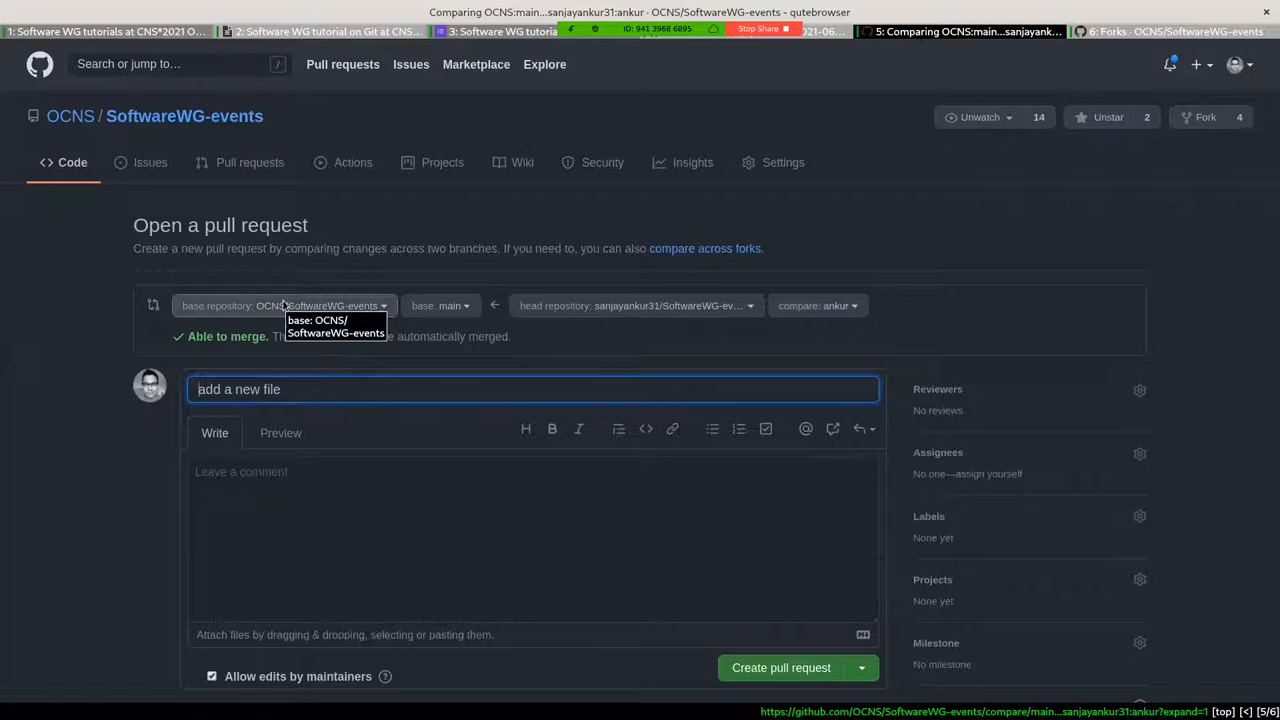 Comparing OCNS:main...sanjayankur31:ankur · OCNS/SoftwareWG-events - qutebrowser
×
1: Software WG tutorials at CNS*2021 O...
2: Software WG tutorial on Git at CNS...
3: Software WG tutoria
ID: 941 3968 6895
Stop Share
021-06...
5: Comparing OCNS:main...sanjayank...
6: Forks · OCNS/SoftwareWG-events
Search or jump to...
/
Pull requests
Issues
Marketplace
Explore
OCNS / SoftwareWG-events
Unwatch
14
Unstar
2
Fork
4
Code
Issues
Pull requests
Actions
Projects
Wiki
Security
Insights
Settings
Open a pull request
Create a new pull request by comparing changes across two branches. If you need to, you can also compare across forks.
base repository: OCNS/SoftwareWG-events
base: main
head repository: sanjayankur31/SoftwareWG-ev...
compare: ankur
base: OCNS/
SoftwareWG-events
Able to merge. e automatically merged.
add a new file
Write
Preview
Leave a comment
Attach files by dragging & dropping, selecting or pasting them.
Allow edits by maintainers
Create pull request
Reviewers
No reviews
Assignees
No one—assign yourself
Labels
None yet
Projects
None yet
Milestone
No milestone
https://github.com/OCNS/SoftwareWG-events/compare/main...sanjayankur31:ankur?expand=1 [top] [<] [5/6]